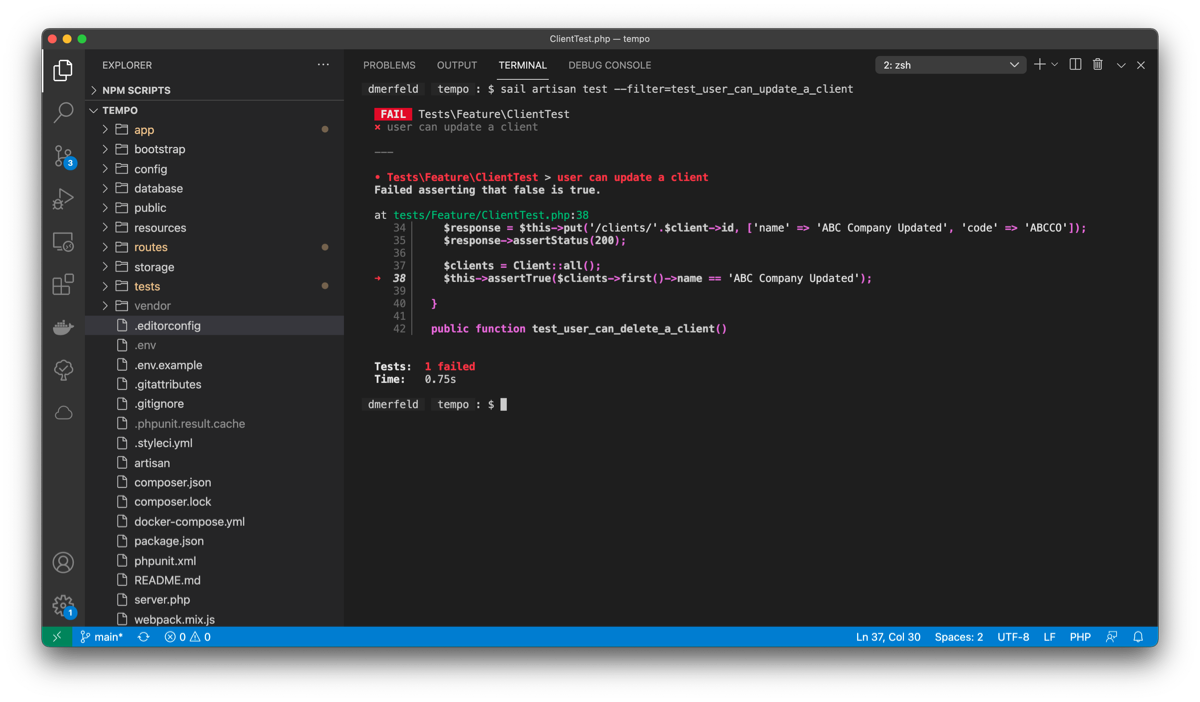 ClientTest.php — tempo
EXPLORER
NPM SCRIPTS
TEMPO
app
bootstrap
config
database
public
resources
routes
storage
tests
vendor
.editorconfig
.env
.env.example
.gitattributes
.gitignore
.phpunit.result.cache
.styleci.yml
artisan
composer.json
composer.lock
docker-compose.yml
package.json
phpunit.xml
README.md
server.php
webpack.mix.js
3
1
PROBLEMS OUTPUT TERMINAL DEBUG CONSOLE 2: zsh
dmerfeld tempo : $ sail artisan test --filter=test_user_can_update_a_client
FAIL Tests\Feature\ClientTest
× user can update a client
———
• Tests\Feature\ClientTest > user can update a client
Failed asserting that false is true.
at tests/Feature/ClientTest.php:38
34 $response = $this->put('/clients/'.$client->id, ['name' => 'ABC Company Updated', 'code' => 'ABCCO']);
35 $response->assertStatus(200);
36
37 $clients = Client::all();
➜ 38 $this->assertTrue($clients->first()->name == 'ABC Company Updated');
39
40 }
41
42 public function test_user_can_delete_a_client()
Tests: 1 failed
Time: 0.75s
dmerfeld tempo : $
main* 0 0 Ln 37, Col 30 Spaces: 2 UTF-8 LF PHP